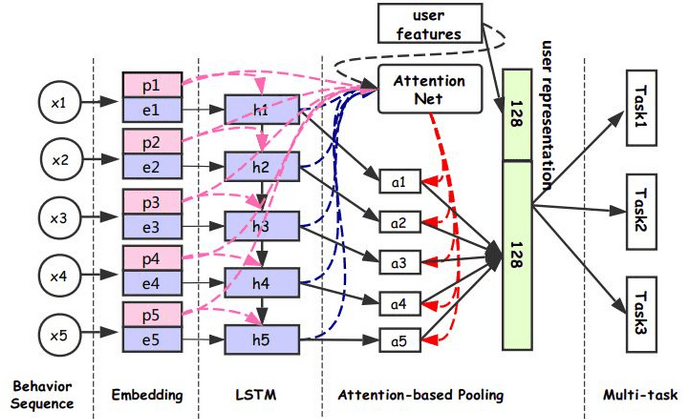 user
features
x1
p1
e1
h1
Attention
Net
128
user representation
Task1
x2
p2
e2
h2
a1
x3
p3
e3
h3
a2
128
Task2
a3
x4
p4
e4
h4
a4
Task3
x5
p5
e5
h5
a5
Behavior
Sequence
Embedding
LSTM
Attention-based Pooling
Multi-task